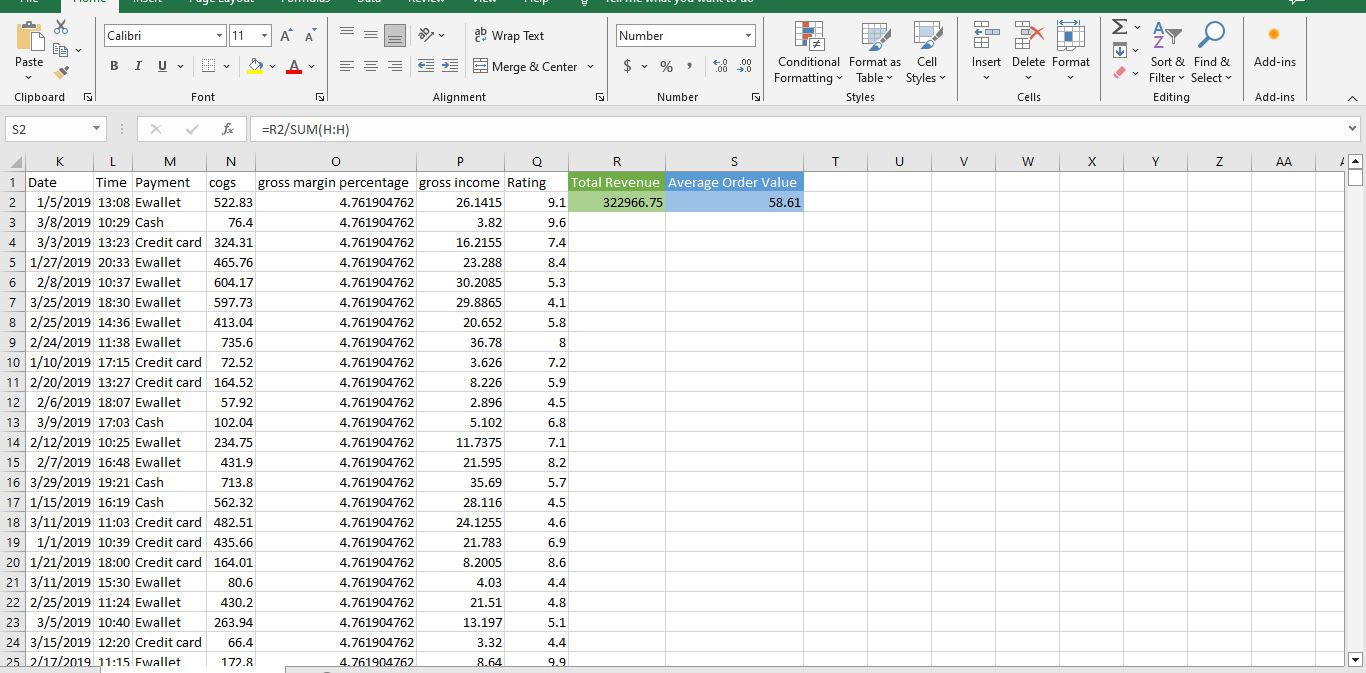 File Home Insert Page Layout Formulas Data Review View Help Tell me what you want to do
Calibri 11 A A Wrap Text Number
Paste B I U Merge & Center $ % Conditional Formatting Format as Table Cell Styles Insert Delete Format Sort & Filter Find & Select Add-ins
Clipboard Font Alignment Number Styles Cells Editing Add-ins
S2 fx =R2/SUM(H:H)
K L M N O P Q R S T U V W X Y Z AA
1 Date Time Payment cogs gross margin percentage gross income Rating Total Revenue Average Order Value
2 1/5/2019 13:08 Ewallet 522.83 4.761904762 26.1415 9.1 322966.75 58.61
3 3/8/2019 10:29 Cash 76.4 4.761904762 3.82 9.6
4 3/3/2019 13:23 Credit card 324.31 4.761904762 16.2155 7.4
5 1/27/2019 20:33 Ewallet 465.76 4.761904762 23.288 8.4
6 2/8/2019 10:37 Ewallet 604.17 4.761904762 30.2085 5.3
7 3/25/2019 18:30 Ewallet 597.73 4.761904762 29.8865 4.1
8 2/25/2019 14:36 Ewallet 413.04 4.761904762 20.652 5.8
9 2/24/2019 11:38 Ewallet 735.6 4.761904762 36.78 8
10 1/10/2019 17:15 Credit card 72.52 4.761904762 3.626 7.2
11 2/20/2019 13:27 Credit card 164.52 4.761904762 8.226 5.9
12 2/6/2019 18:07 Ewallet 57.92 4.761904762 2.896 4.5
13 3/9/2019 17:03 Cash 102.04 4.761904762 5.102 6.8
14 2/12/2019 10:25 Ewallet 234.75 4.761904762 11.7375 7.1
15 2/7/2019 16:48 Ewallet 431.9 4.761904762 21.595 8.2
16 3/29/2019 19:21 Cash 713.8 4.761904762 35.69 5.7
17 1/15/2019 16:19 Cash 562.32 4.761904762 28.116 4.5
18 3/11/2019 11:03 Credit card 482.51 4.761904762 24.1255 4.6
19 1/1/2019 10:39 Credit card 435.66 4.761904762 21.783 6.9
20 1/21/2019 18:00 Credit card 164.01 4.761904762 8.2005 8.6
21 3/11/2019 15:30 Ewallet 80.6 4.761904762 4.03 4.4
22 2/25/2019 11:24 Ewallet 430.2 4.761904762 21.51 4.8
23 3/5/2019 10:40 Ewallet 263.94 4.761904762 13.197 5.1
24 3/15/2019 12:20 Credit card 66.4 4.761904762 3.32 4.4
25 2/17/2019 11:15 Ewallet 172.8 4.761904762 8.64 9.9